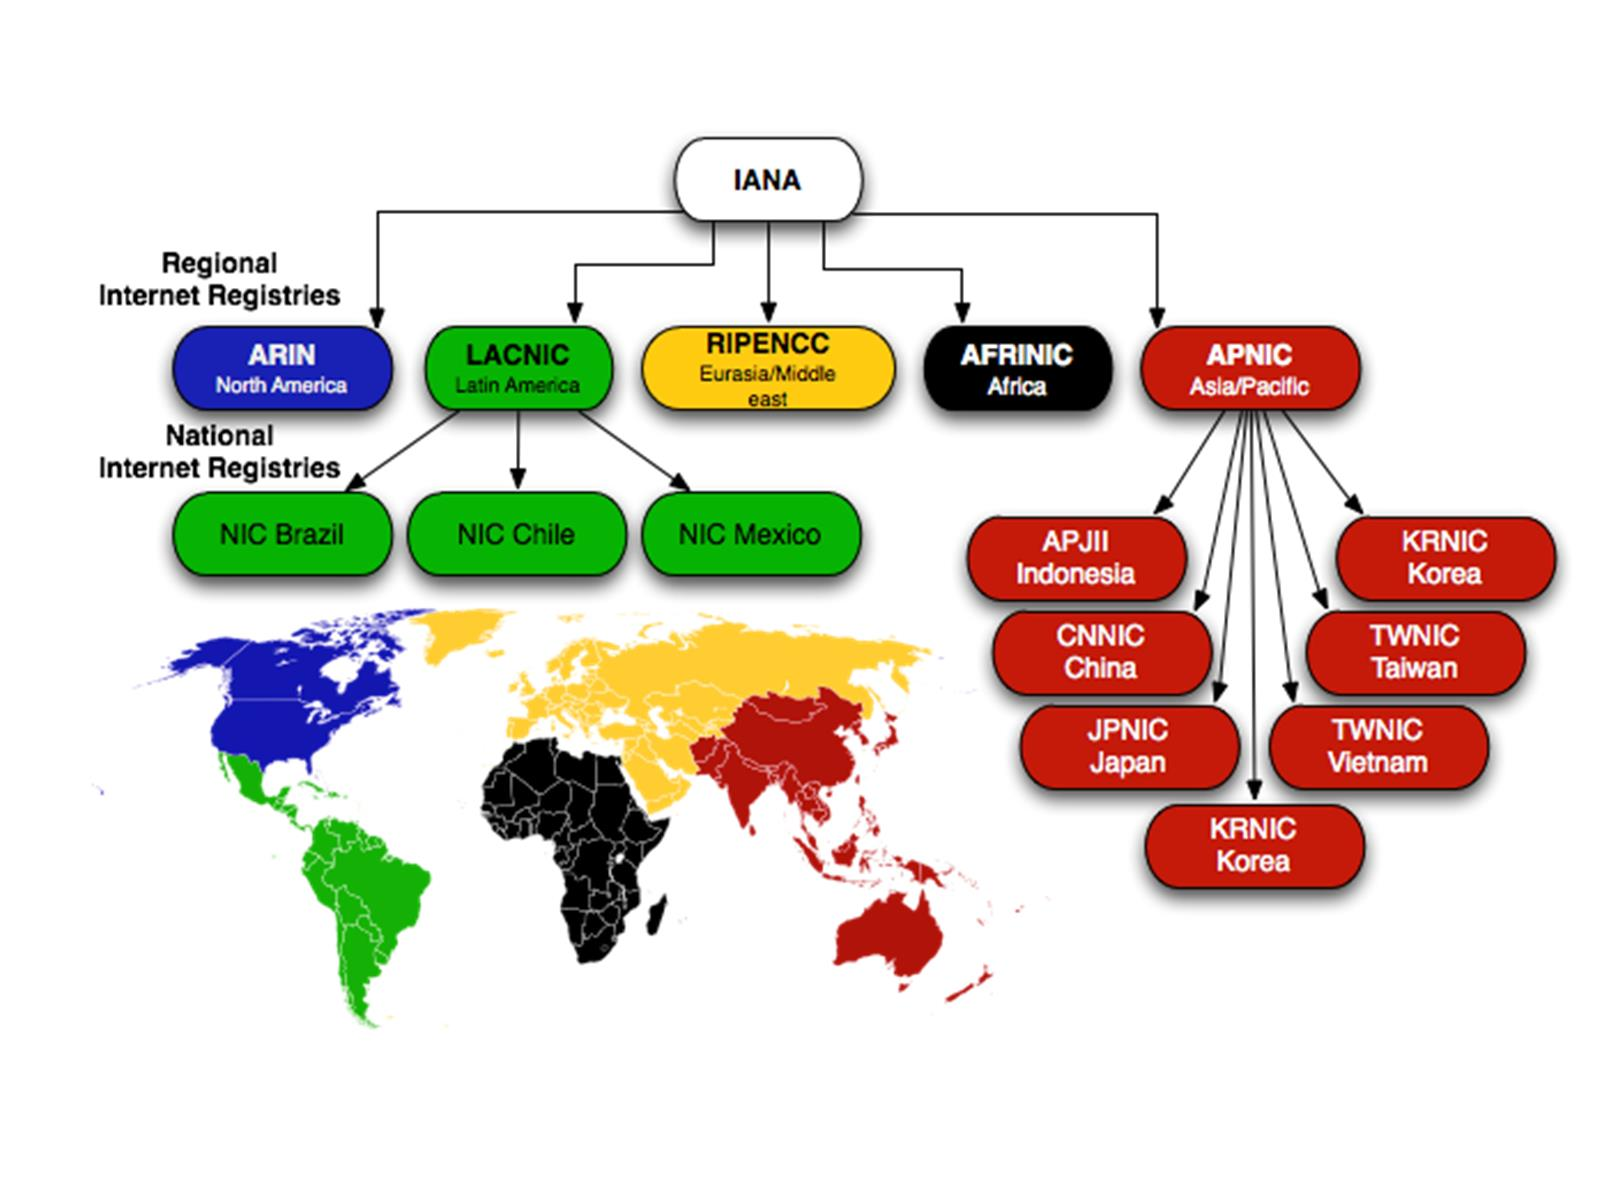 IANA
Regional
Internet Registries
ARIN
North America
LACNIC
Latin America
RIPENCC
Eurasia/Middle
east
AFRINIC
Africa
APNIC
Asia/Pacific
National
Internet Registries
NIC Brazil
NIC Chile
NIC Mexico
APJII
Indonesia
KRNIC
Korea
CNNIC
China
TWNIC
Taiwan
JPNIC
Japan
TWNIC
Vietnam
KRNIC
Korea